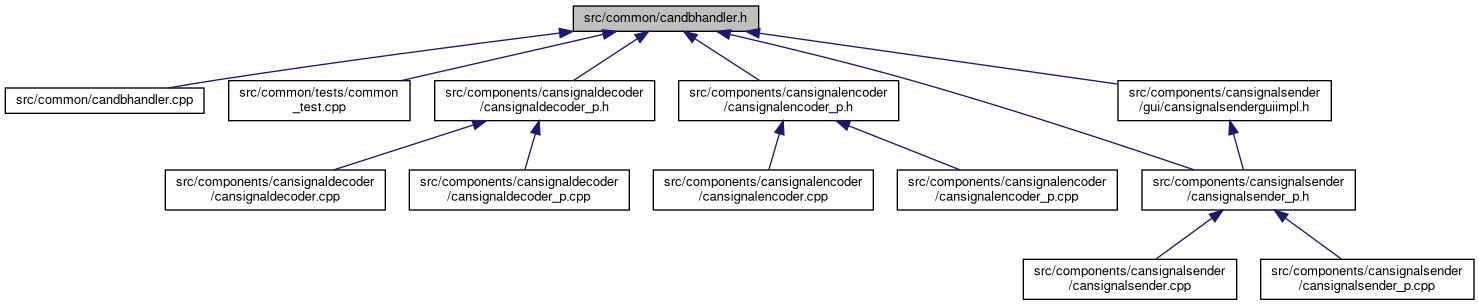 src/common/candbhandler.h
src/common/candbhandler.cpp
src/common/tests/common
_test.cpp
src/components/cansignaldecoder
/cansignaldecoder_p.h
src/components/cansignalencoder
/cansignalencoder_p.h
src/components/cansignalsender
/gui/cansignalsenderguiimpl.h
src/components/cansignaldecoder
/cansignaldecoder.cpp
src/components/cansignaldecoder
/cansignaldecoder_p.cpp
src/components/cansignalencoder
/cansignalencoder.cpp
src/components/cansignalencoder
/cansignalencoder_p.cpp
src/components/cansignalsender
/cansignalsender_p.h
src/components/cansignalsender
/cansignalsender.cpp
src/components/cansignalsender
/cansignalsender_p.cpp